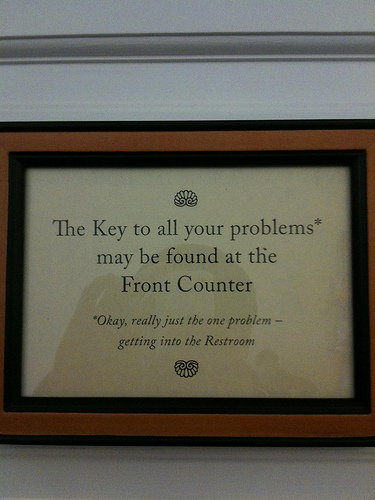 The Key to all your problems*
may be found at the
Front Counter
*Okay, really just the one problem –
getting into the Restroom